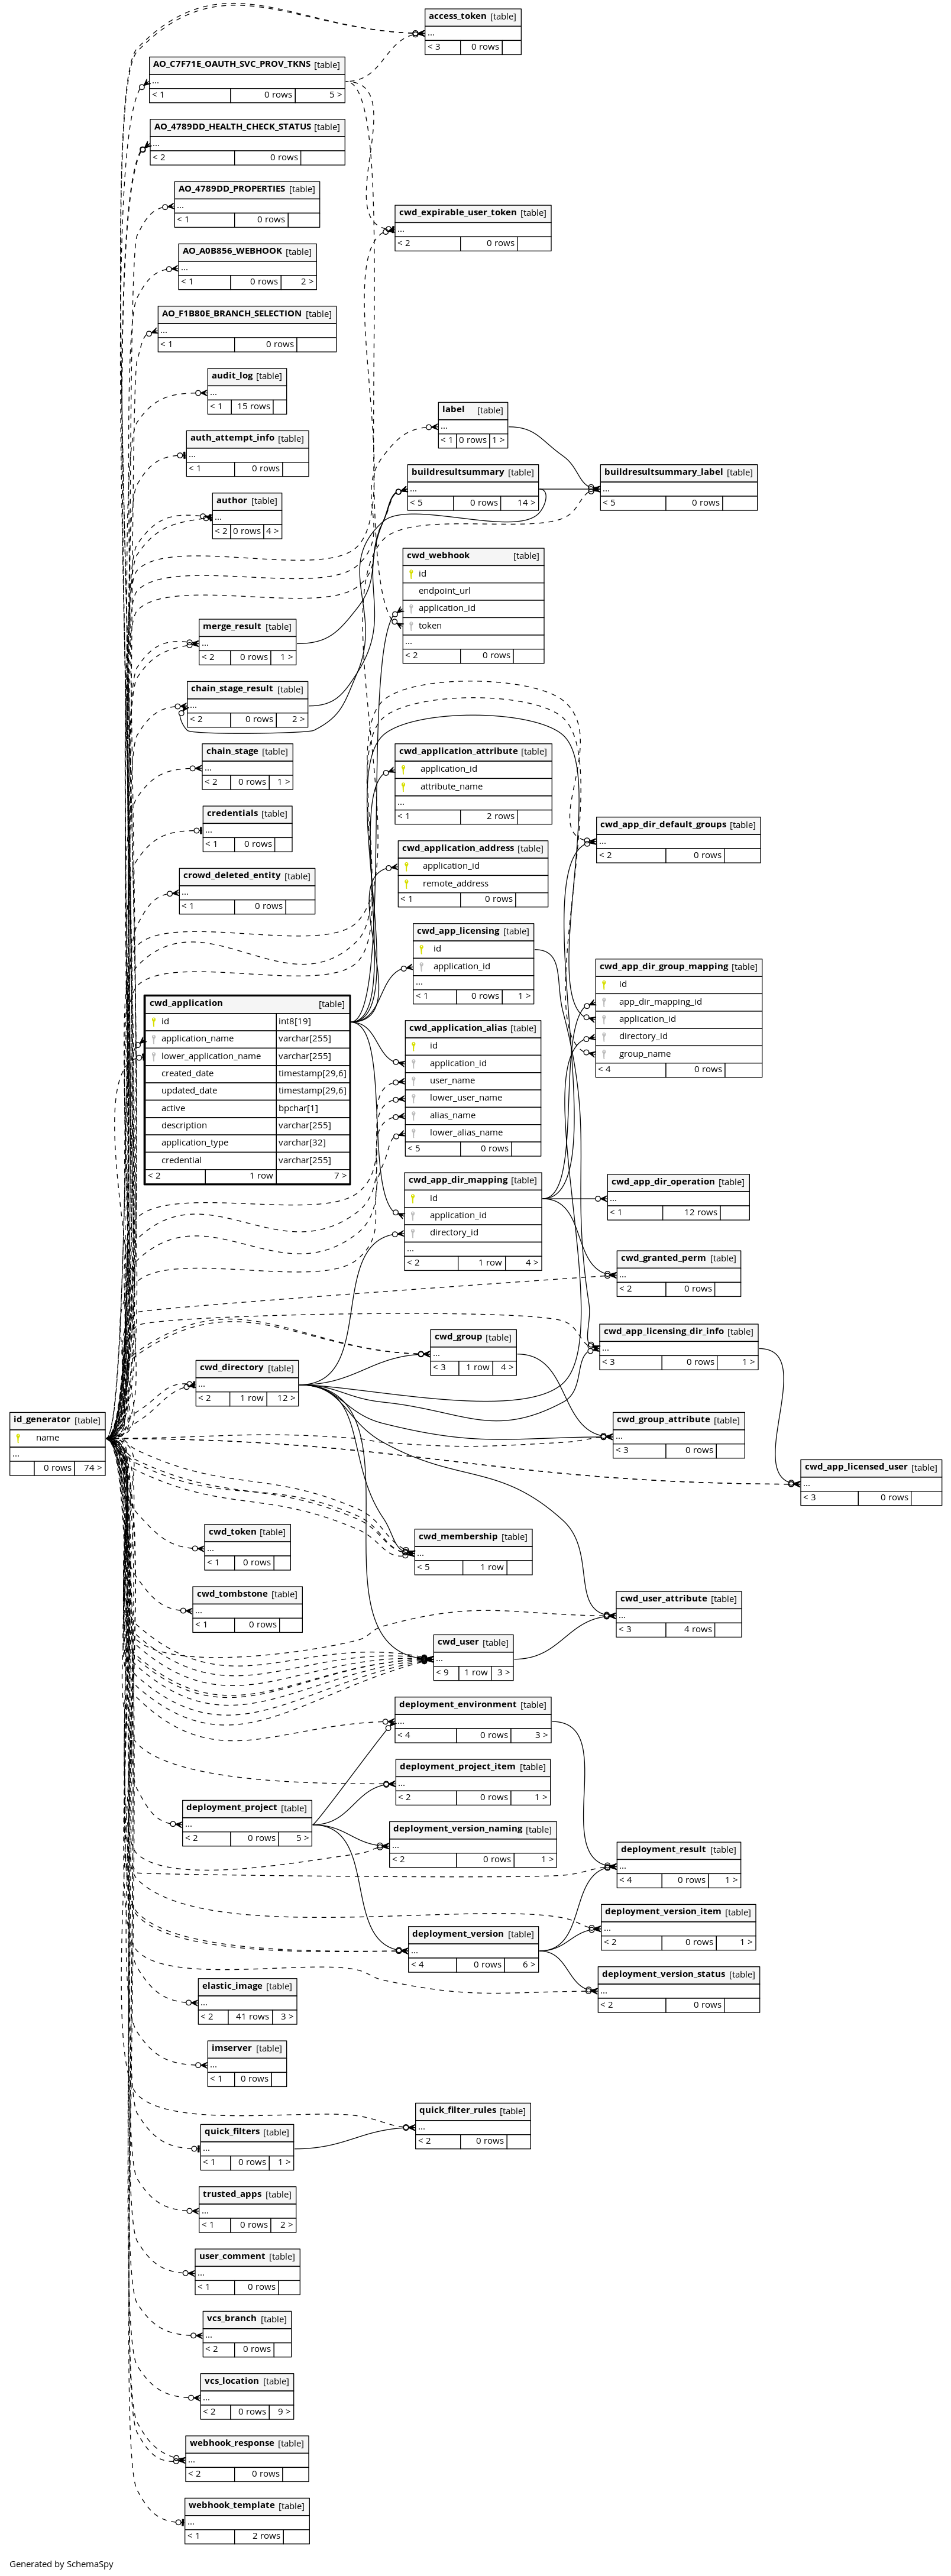 access_token [table]
...
< 3 0 rows
AO_C7F71E_OAUTH_SVC_PROV_TKNS [table]
...
< 1 0 rows 5 >
AO_4789DD_HEALTH_CHECK_STATUS [table]
...
< 2 0 rows
AO_4789DD_PROPERTIES [table]
...
< 1 0 rows
cwd_expirable_user_token [table]
...
< 2 0 rows
AO_A0B856_WEBHOOK [table]
...
< 1 0 rows 2 >
AO_F1B80E_BRANCH_SELECTION [table]
...
< 1 0 rows
audit_log [table]
...
< 1 15 rows
label [table]
...
< 1 0 rows 1 >
auth_attempt_info [table]
...
< 1 0 rows
buildresultsummary [table]
...
< 5 0 rows 14 >
buildresultsummary_label [table]
...
< 5 0 rows
author [table]
...
< 2 0 rows 4 >
cwd_webhook [table]
id
endpoint_url
application_id
token
...
< 2 0 rows
merge_result [table]
...
< 2 0 rows 1 >
chain_stage_result [table]
...
< 2 0 rows 2 >
chain_stage [table]
...
< 2 0 rows 1 >
cwd_application_attribute [table]
application_id
attribute_name
...
< 1 2 rows
credentials [table]
...
< 1 0 rows
cwd_app_dir_default_groups [table]
...
< 2 0 rows
cwd_application_address [table]
application_id
remote_address
< 1 0 rows
crowd_deleted_entity [table]
...
< 1 0 rows
cwd_app_licensing [table]
id
application_id
...
< 1 0 rows 1 >
cwd_app_dir_group_mapping [table]
id
app_dir_mapping_id
application_id
directory_id
group_name
< 4 0 rows
cwd_application [table]
id int8[19]
application_name varchar[255]
lower_application_name varchar[255]
created_date timestamp[29,6]
updated_date timestamp[29,6]
active bpchar[1]
description varchar[255]
application_type varchar[32]
credential varchar[255]
< 2 1 row 7 >
cwd_application_alias [table]
id
application_id
user_name
lower_user_name
alias_name
lower_alias_name
< 5 0 rows
cwd_app_dir_mapping [table]
id
application_id
directory_id
...
< 2 1 row 4 >
cwd_app_dir_operation [table]
...
< 1 12 rows
cwd_granted_perm [table]
...
< 2 0 rows
cwd_app_licensing_dir_info [table]
...
< 3 0 rows 1 >
cwd_group [table]
...
< 3 1 row 4 >
cwd_directory [table]
...
< 2 1 row 12 >
id_generator [table]
name
...
0 rows 74 >
cwd_group_attribute [table]
...
< 3 0 rows
cwd_app_licensed_user [table]
...
< 3 0 rows
cwd_token [table]
...
< 1 0 rows
cwd_membership [table]
...
< 5 1 row
cwd_tombstone [table]
...
< 1 0 rows
cwd_user_attribute [table]
...
< 3 4 rows
cwd_user [table]
...
< 9 1 row 3 >
deployment_environment [table]
...
< 4 0 rows 3 >
deployment_project_item [table]
...
< 2 0 rows 1 >
deployment_project [table]
...
< 2 0 rows 5 >
deployment_version_naming [table]
...
< 2 0 rows 1 >
deployment_result [table]
...
< 4 0 rows 1 >
deployment_version_item [table]
...
< 2 0 rows 1 >
deployment_version [table]
...
< 4 0 rows 6 >
deployment_version_status [table]
...
< 2 0 rows
elastic_image [table]
...
< 2 41 rows 3 >
imserver [table]
...
< 1 0 rows
quick_filter_rules [table]
...
< 2 0 rows
quick_filters [table]
...
< 1 0 rows 1 >
trusted_apps [table]
...
< 1 0 rows 2 >
user_comment [table]
...
< 1 0 rows
vcs_branch [table]
...
< 2 0 rows
vcs_location [table]
...
< 2 0 rows 9 >
webhook_response [table]
...
< 2 0 rows
webhook_template [table]
...
< 1 2 rows
Generated by SchemaSpy